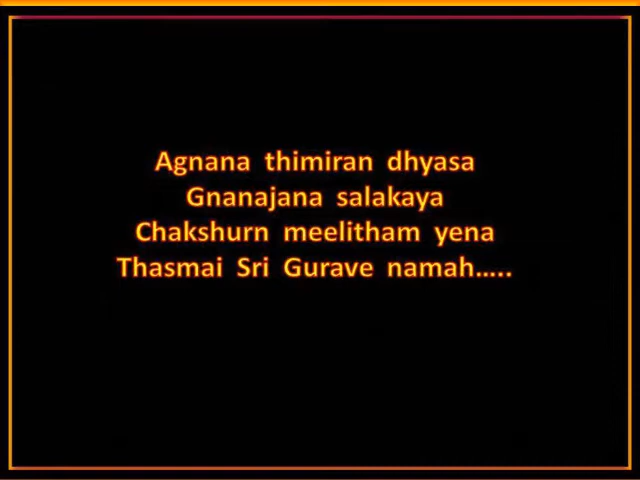 Agnana thimiran dhyasa
Gnanajana salakaya
Chakshurn meelitham yena
Thasmai Sri Gurave namah.....